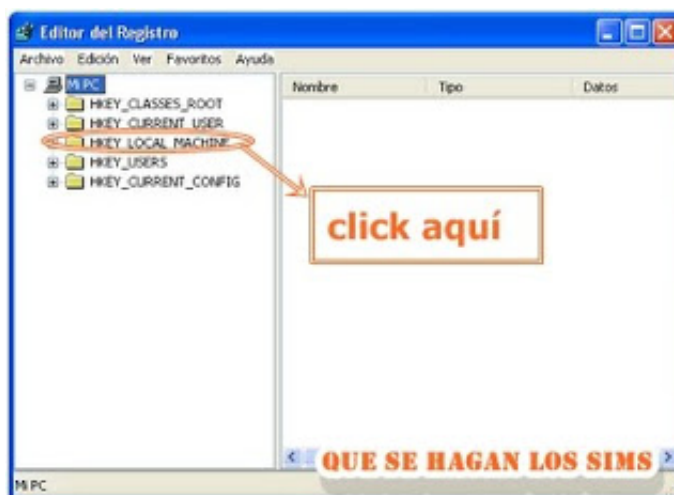 Editor del Registro
Archivo Edición Ver Favoritos Ayuda
Mi PC
Nombre Tipo Datos
HKEY_CLASSES_ROOT
HKEY_CURRENT_USER
HKEY_LOCAL_MACHINE
HKEY_USERS
HKEY_CURRENT_CONFIG
click aquí
QUE SE HAGAN LOS SIMS
Mi PC